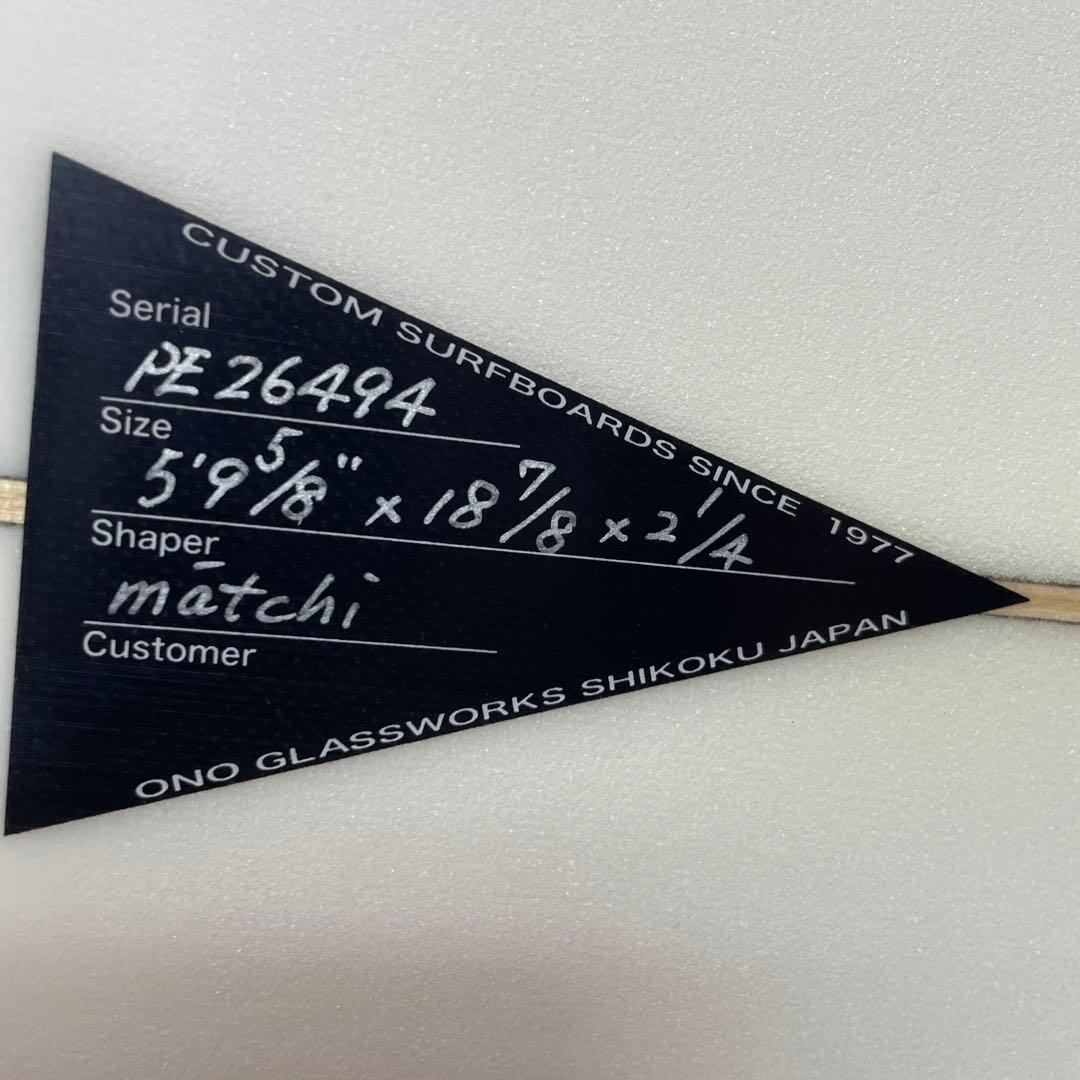 CUSTOM SURFBOARDS SINCE 1977
Serial
PE26494
Size
5'9 5/8" x 18 7/8 x 2 1/4
Shaper
mātchi
Customer
ONO GLASSWORKS SHIKOKU JAPAN